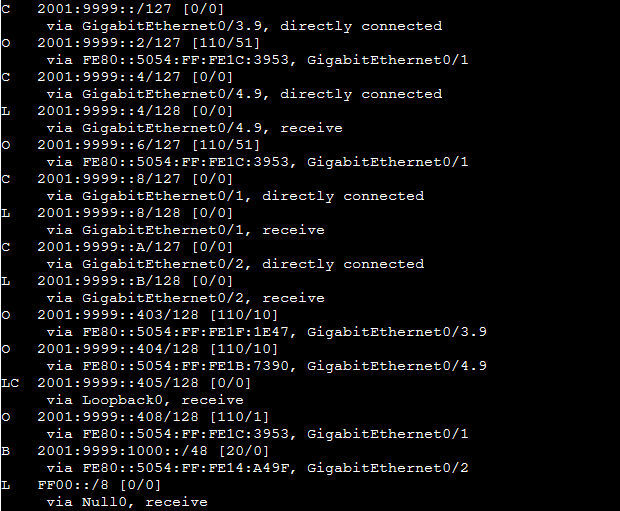 C   2001:9999::/127 [0/0]
     via GigabitEthernet0/3.9, directly connected
O   2001:9999::2/127 [110/51]
     via FE80::5054:FF:FE1C:3953, GigabitEthernet0/1
C   2001:9999::4/127 [0/0]
     via GigabitEthernet0/4.9, directly connected
L   2001:9999::4/128 [0/0]
     via GigabitEthernet0/4.9, receive
O   2001:9999::6/127 [110/51]
     via FE80::5054:FF:FE1C:3953, GigabitEthernet0/1
C   2001:9999::8/127 [0/0]
     via GigabitEthernet0/1, directly connected
L   2001:9999::8/128 [0/0]
     via GigabitEthernet0/1, receive
C   2001:9999::A/127 [0/0]
     via GigabitEthernet0/2, directly connected
L   2001:9999::B/128 [0/0]
     via GigabitEthernet0/2, receive
O   2001:9999::403/128 [110/10]
     via FE80::5054:FF:FE1F:1E47, GigabitEthernet0/3.9
O   2001:9999::404/128 [110/10]
     via FE80::5054:FF:FE1B:7390, GigabitEthernet0/4.9
LC  2001:9999::405/128 [0/0]
     via Loopback0, receive
O   2001:9999::408/128 [110/1]
     via FE80::5054:FF:FE1C:3953, GigabitEthernet0/1
B   2001:9999:1000::/48 [20/0]
     via FE80::5054:FF:FE14:A49F, GigabitEthernet0/2
L   FF00::/8 [0/0]
     via Null0, receive